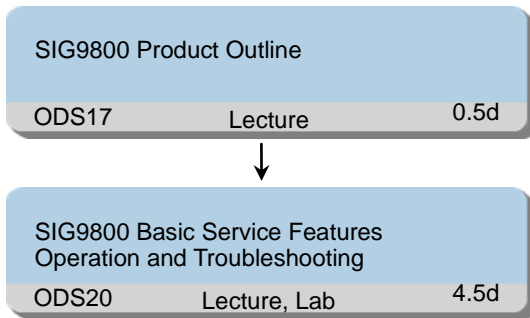 SIG9800 Product Outline
ODS17 Lecture 0.5d
SIG9800 Basic Service Features
Operation and Troubleshooting
ODS20 Lecture, Lab 4.5d